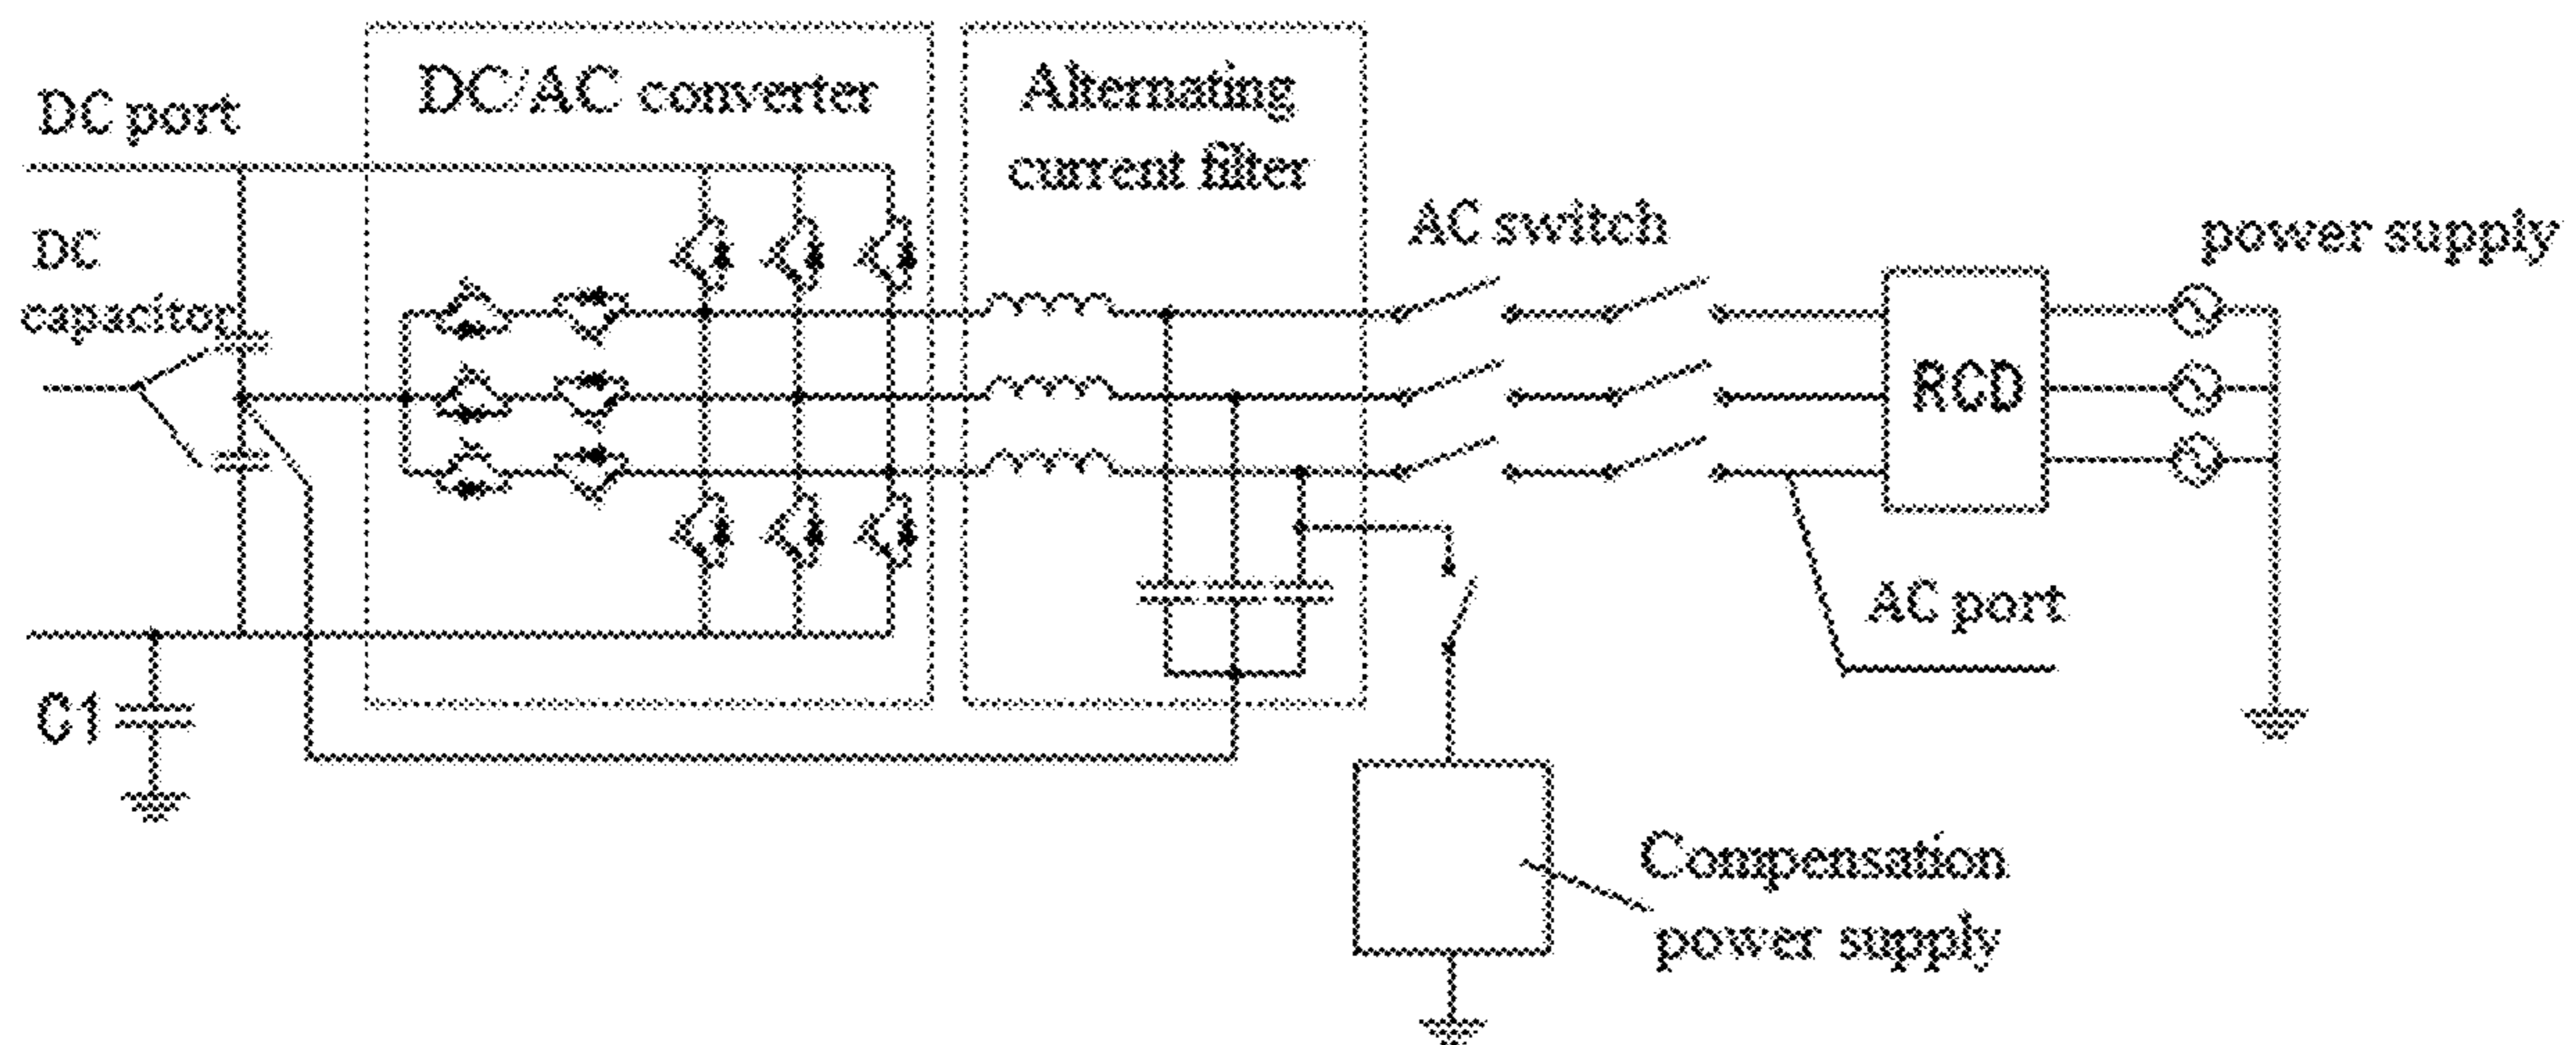 DC port
DC/AC converter
Alternating
current filter
DC
capacitor
AC switch
power supply
RCD
AC port
C1
Compensation
power supply